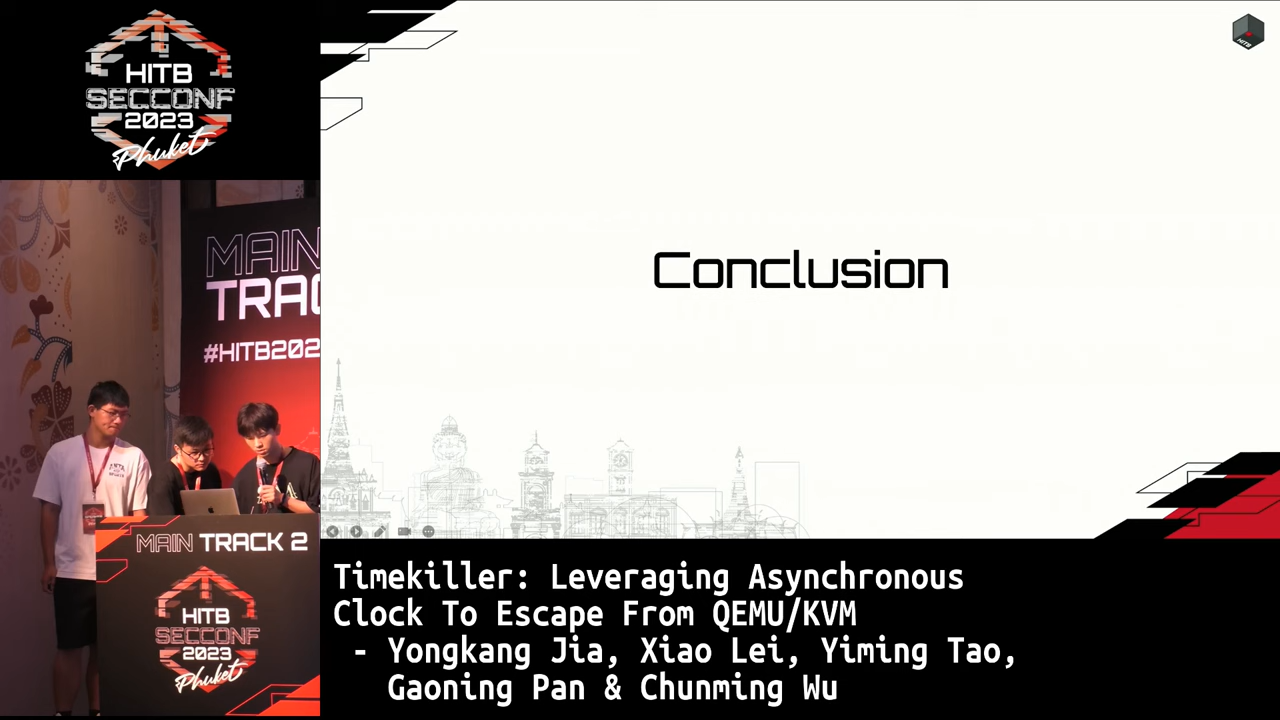 HITB
SECCONF
2023
Phuket
HITB
Conclusion
MAIN
TRAC
#HITB202
MAIN TRACK 2
HITB
SECCONF
2023
Phuket
Timekiller: Leveraging Asynchronous
Clock To Escape From QEMU/KVM
- Yongkang Jia, Xiao Lei, Yiming Tao,
Gaoning Pan & Chunming Wu